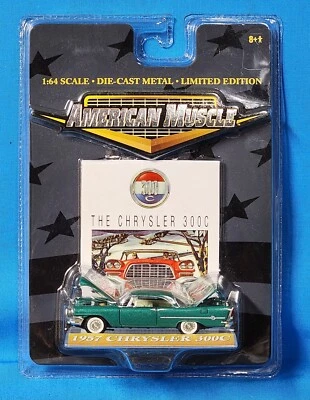 8+†
1:64 SCALE • DIE-CAST METAL • LIMITED EDITION
AMERICAN MUSCLE
300
THE CHRYSLER 300C
1957 CHRYSLER 300C